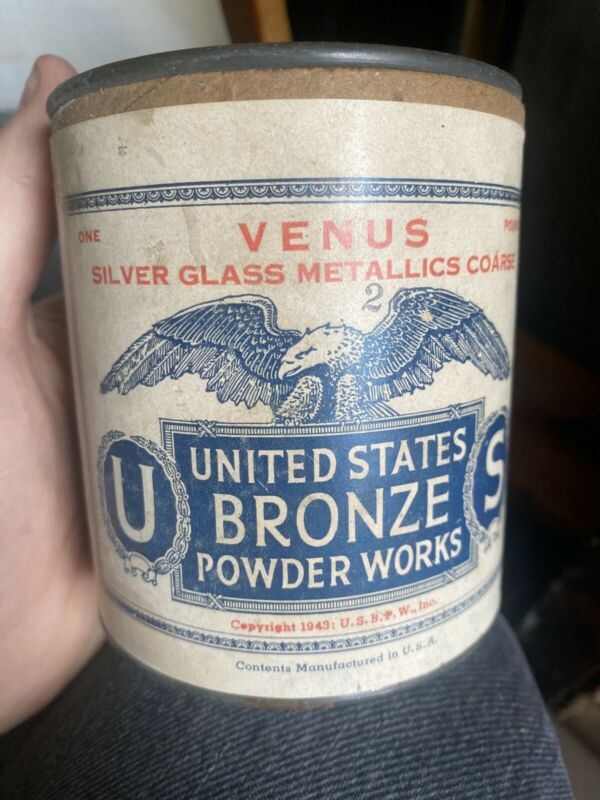 ONE
VENUS
SILVER GLASS METALLICS COARSE
2
U
UNITED STATES
BRONZE
POWDER WORKS
S
Copyright 1943: U.S.B.P.W., Inc.
Contents Manufactured in U.S.A.